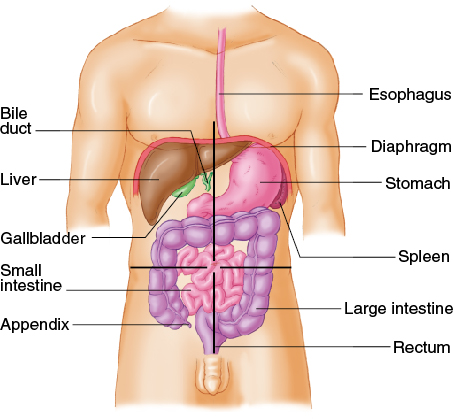 Esophagus
Bile
duct
Diaphragm
Liver
Stomach
Gallbladder
Spleen
Small
intestine
Large intestine
Appendix
Rectum